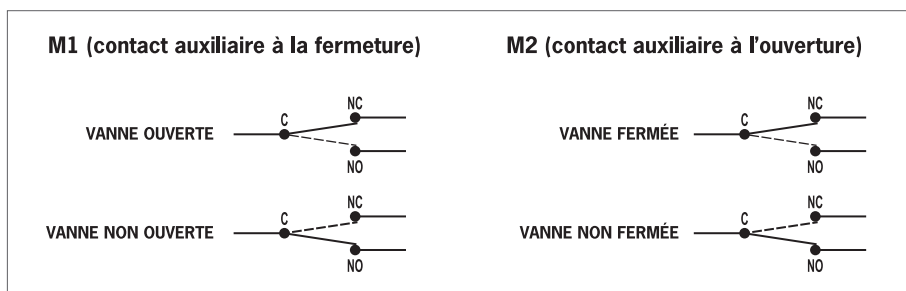 M1 (contact auxiliaire à la fermeture)
NC
C
VANNE OUVERTE
NO
NC
C
VANNE NON OUVERTE
NO
M2 (contact auxiliaire à l'ouverture)
NC
C
VANNE FERMÉE
NO
NC
C
VANNE NON FERMÉE
NO